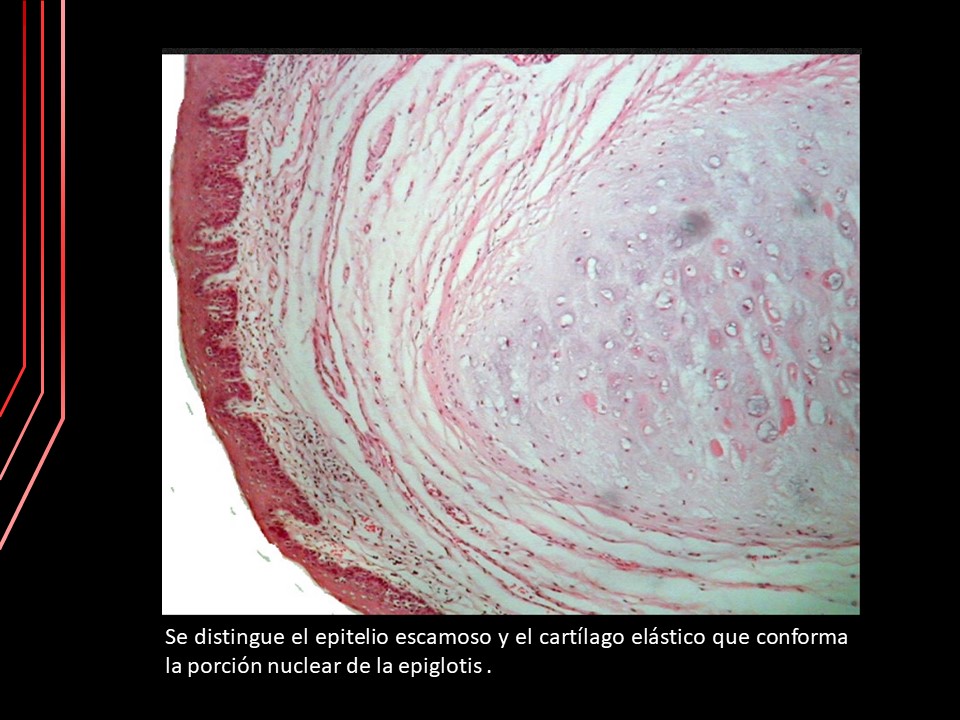 Se distingue el epitelio escamoso y el cartílago elástico que conforma
la porción nuclear de la epiglotis .